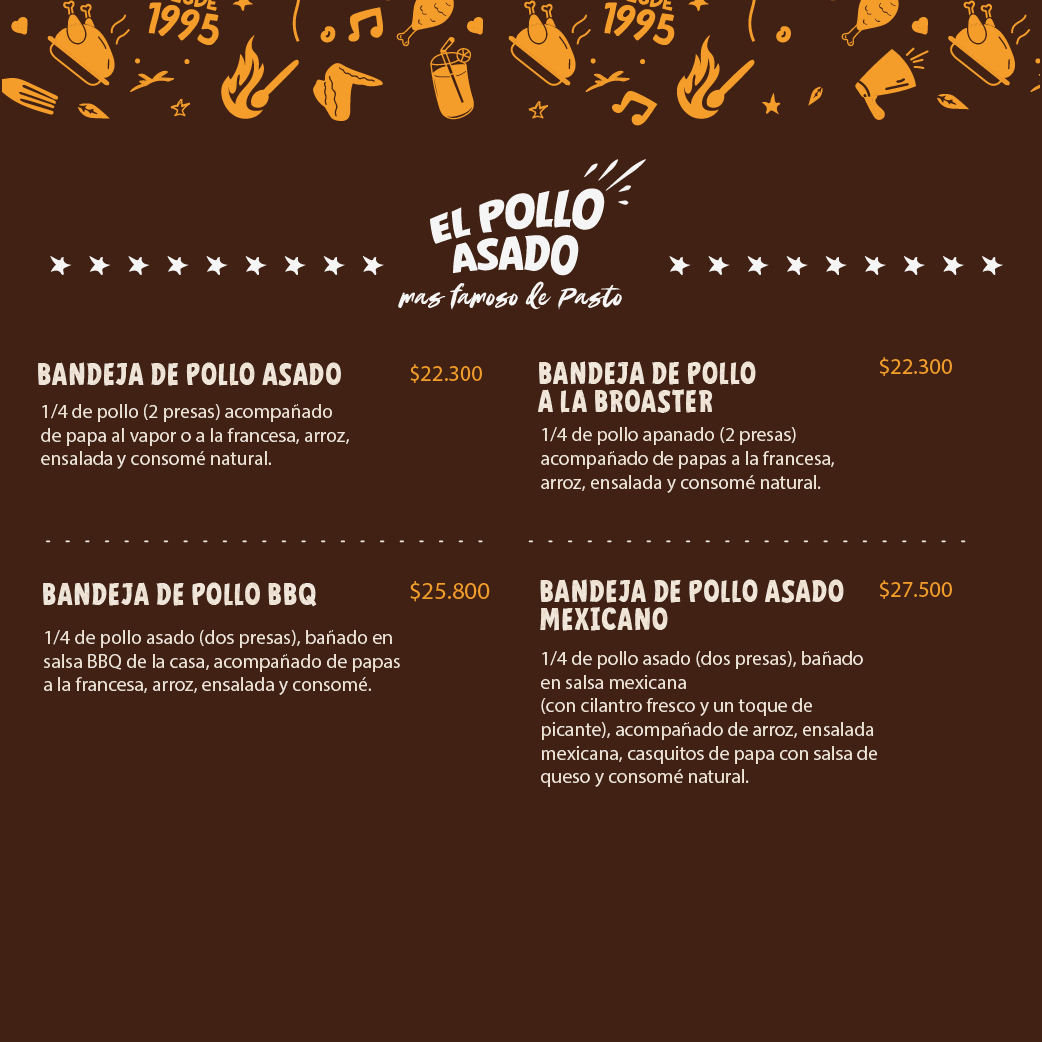 1995
1995
EL POLLO
ASADO
mas famoso de Pasto
BANDEJA DE POLLO ASADO
$22.300
1/4 de pollo (2 presas) acompañado
de papa al vapor o a la francesa, arroz,
ensalada y consomé natural.
BANDEJA DE POLLO
A LA BROASTER
$22.300
1/4 de pollo apanado (2 presas)
acompañado de papas a la francesa,
arroz, ensalada y consomé natural.
BANDEJA DE POLLO BBQ
$25.800
1/4 de pollo asado (dos presas), bañado en
salsa BBQ de la casa, acompañado de papas
a la francesa, arroz, ensalada y consomé.
BANDEJA DE POLLO ASADO
MEXICANO
$27.500
1/4 de pollo asado (dos presas), bañado
en salsa mexicana
(con cilantro fresco y un toque de
picante), acompañado de arroz, ensalada
mexicana, casquitos de papa con salsa de
queso y consomé natural.